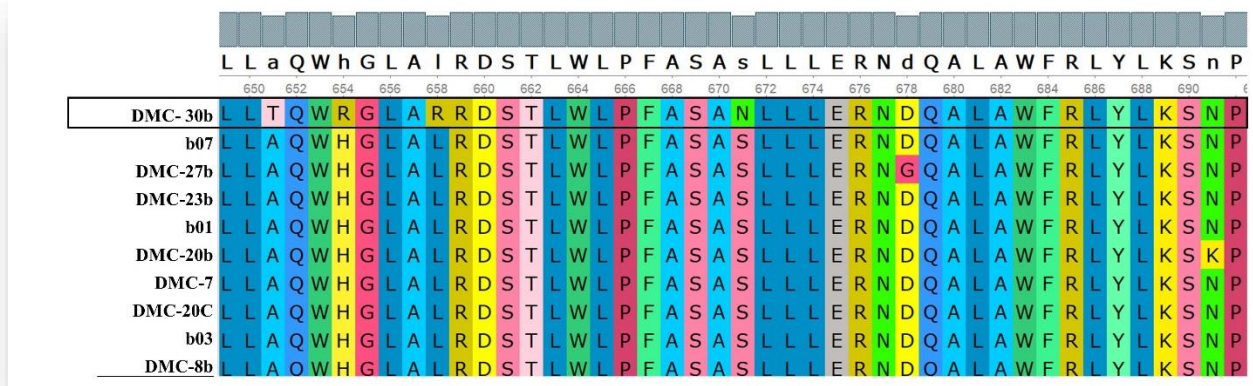 L L a Q W h G L A l R D S T L W L P F A S A s L L L E R N d Q A L A W F R L Y L K S n P
650 652 654 656 658 660 662 664 666 668 670 672 674 676 678 680 682 684 686 688 690
DMC-30b L L T Q W R G L A R R D S T L W L P F A S A N L L L E R N D Q A L A W F R L Y L K S N P
b07 L L A Q W H G L A L R D S T L W L P F A S A S L L L E R N D Q A L A W F R L Y L K S N P
DMC-27b L L A Q W H G L A L R D S T L W L P F A S A S L L L E R N G Q A L A W F R L Y L K S N P
DMC-23b L L A Q W H G L A L R D S T L W L P F A S A S L L L E R N D Q A L A W F R L Y L K S N P
b01 L L A Q W H G L A L R D S T L W L P F A S A S L L L E R N D Q A L A W F R L Y L K S N P
DMC-20b L L A Q W H G L A L R D S T L W L P F A S A S L L L E R N D Q A L A W F R L Y L K S K P
DMC-7 L L A Q W H G L A L R D S T L W L P F A S A S L L L E R N D Q A L A W F R L Y L K S N P
DMC-20C L L A Q W H G L A L R D S T L W L P F A S A S L L L E R N D Q A L A W F R L Y L K S N P
b03 L L A Q W H G L A L R D S T L W L P F A S A S L L L E R N D Q A L A W F R L Y L K S N P
DMC-8b L L A Q W H G L A L R D S T L W L P F A S A S L L L E R N D Q A L A W F R L Y L K S N P